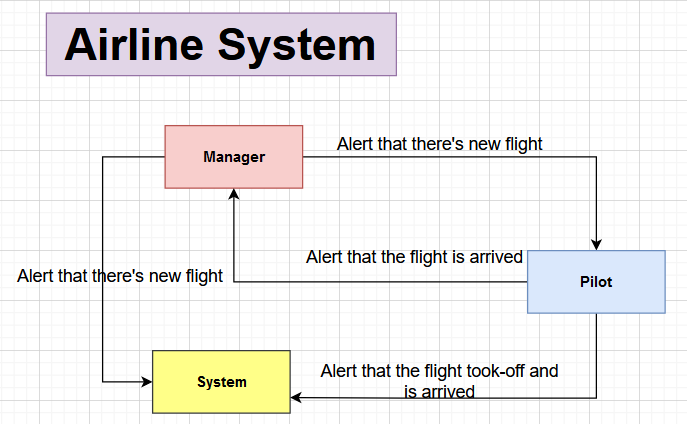 Airline System
Alert that there's new flight
Manager
Alert that the flight is arrived
Alert that there's new flight
Pilot
Alert that the flight took-off and
is arrived
System